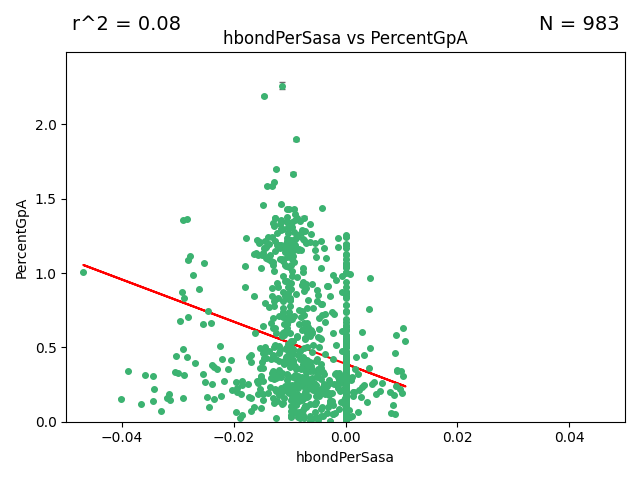 r^2 = 0.08
N = 983
hbondPerSasa vs PercentGpA
2.0
1.5
1.0
0.5
0.0
PercentGpA
−0.04
−0.02
0.00
0.02
0.04
hbondPerSasa